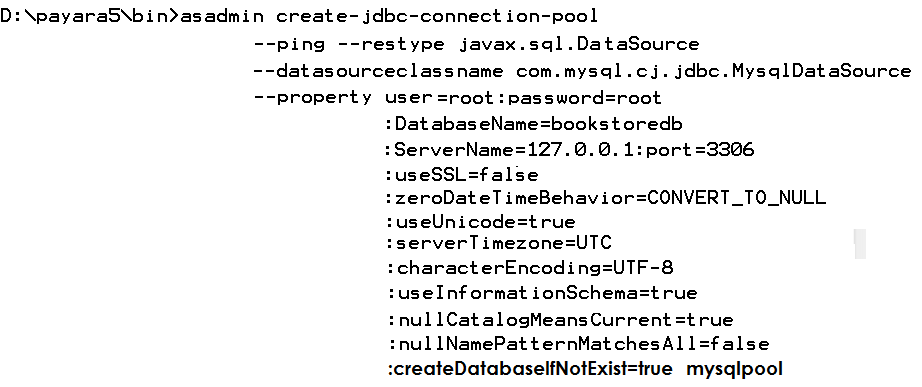 D:\payara5\bin>asadmin create-jdbc-connection-pool
--ping --restype javax.sql.DataSource
--datasourceclassname com.mysql.cj.jdbc.MysqlDataSource
--property user=root:password=root
:DatabaseName=bookstoredb
:ServerName=127.0.0.1:port=3306
:useSSL=false
:zeroDateTimeBehavior=CONVERT_TO_NULL
:useUnicode=true
:serverTimezone=UTC
:characterEncoding=UTF-8
:useInformationSchema=true
:nullCatalogMeansCurrent=true
:nullNamePatternMatchesAll=false
:createDatabaseIfNotExist=true mysqlpool